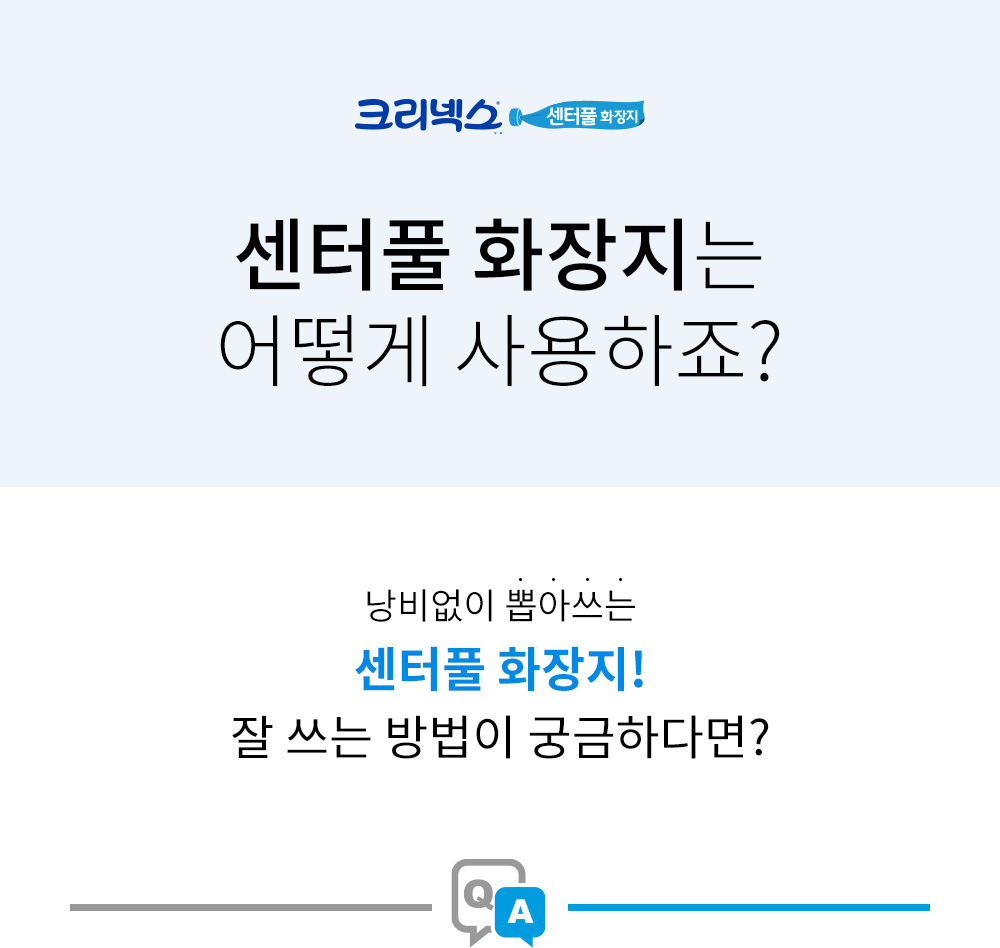 크리넥스 센터풀 화장지
센터풀 화장지는
어떻게 사용하죠?
낭비없이 뽑아쓰는
센터풀 화장지!
잘 쓰는 방법이 궁금하다면?
Q A